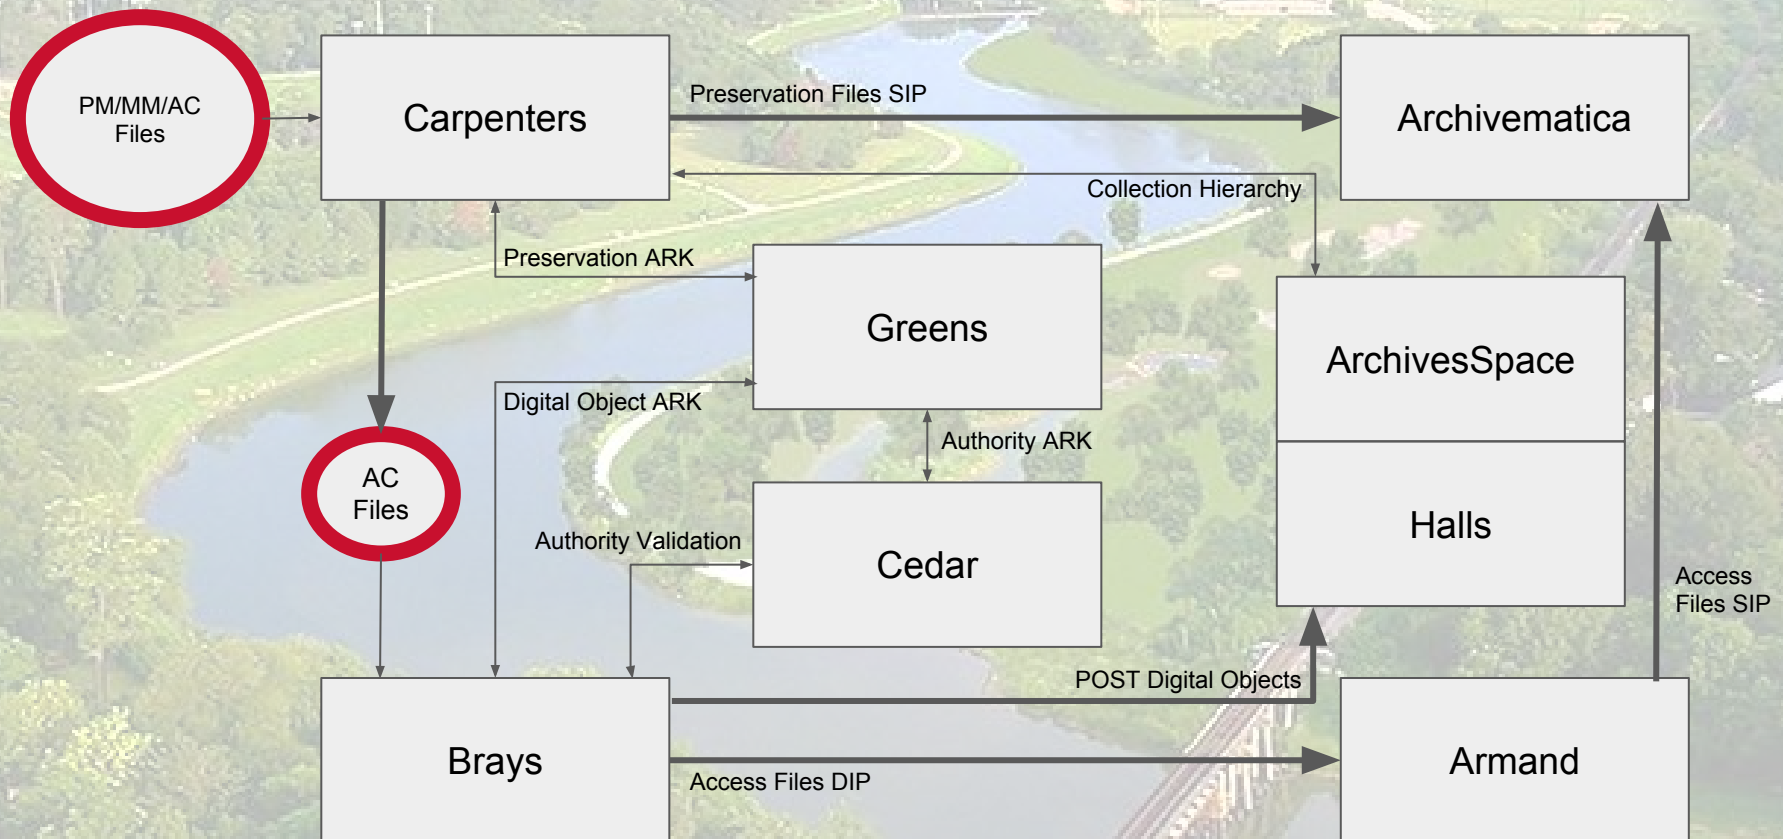 PM/MM/AC
Files
Carpenters
Preservation Files SIP
Archivematica
Collection Hierarchy
Preservation ARK
Greens
ArchivesSpace
Digital Object ARK
Authority ARK
AC
Files
Halls
Authority Validation
Cedar
Access
Files SIP
POST Digital Objects
Brays
Access Files DIP
Armand